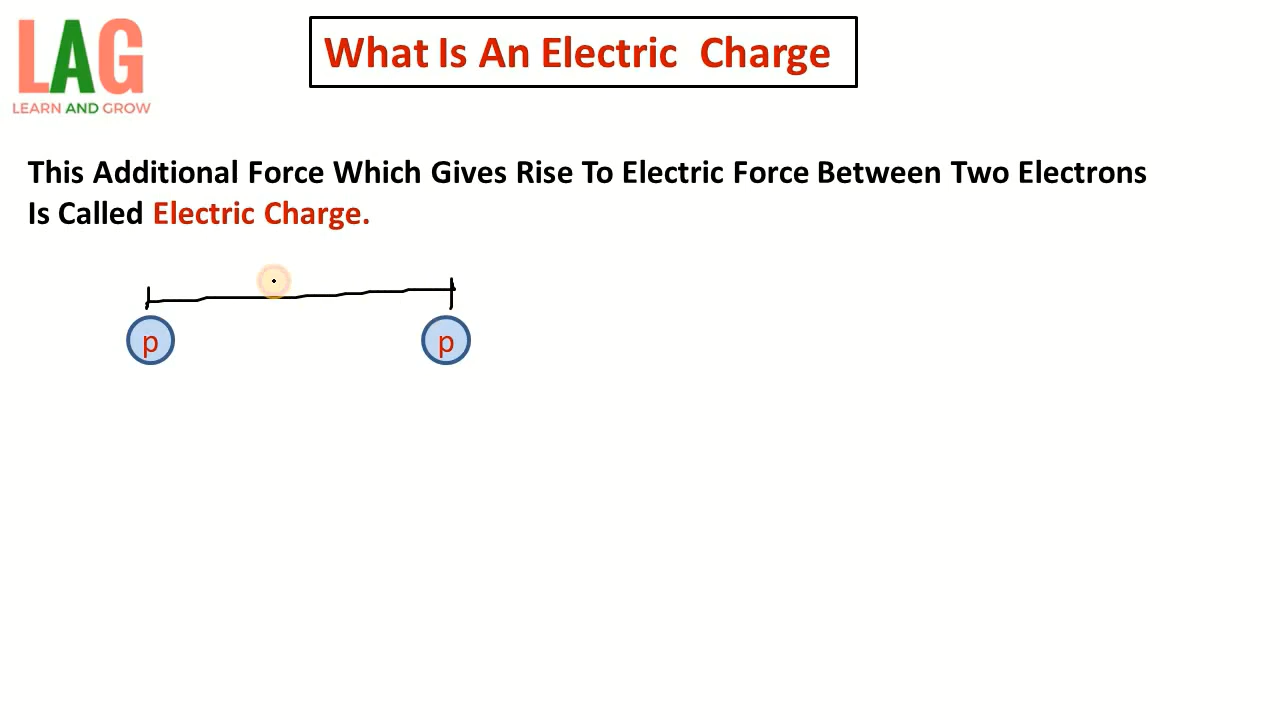 LAG
LEARN AND GROW
What Is An Electric Charge
This Additional Force Which Gives Rise To Electric Force Between Two Electrons
Is Called Electric Charge.
p p